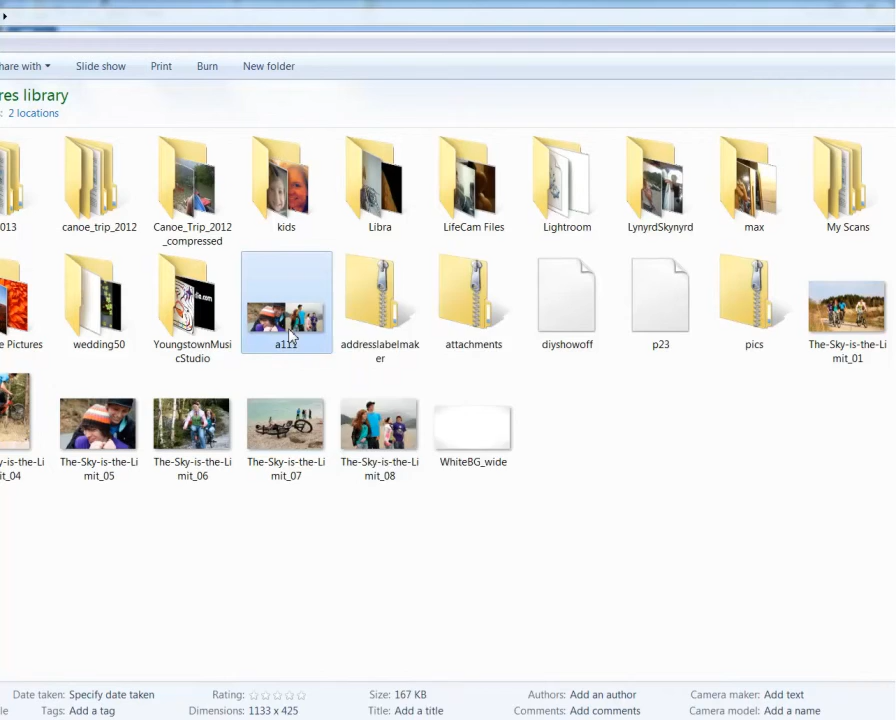 hare with
Slide show
Print
Burn
New folder
res library
: 2 locations
013
canoe_trip_2012
Canoe_Trip_2012
_compressed
kids
Libra
LifeCam Files
Lightroom
LynyrdSkynyrd
max
My Scans
e Pictures
wedding50
YoungstownMusi
cStudio
a111
addresslabelmak
er
attachments
diyshowoff
p23
pics
The-Sky-is-the-Li
mit_01
y-is-the-Li
it_04
The-Sky-is-the-Li
mit_05
The-Sky-is-the-Li
mit_06
The-Sky-is-the-Li
mit_07
The-Sky-is-the-Li
mit_08
WhiteBG_wide
Date taken: Specify date taken
Rating:
Size: 167 KB
Authors: Add an author
Camera maker: Add text
le
Tags: Add a tag
Dimensions: 1133 x 425
Title: Add a title
Comments: Add comments
Camera model: Add a name